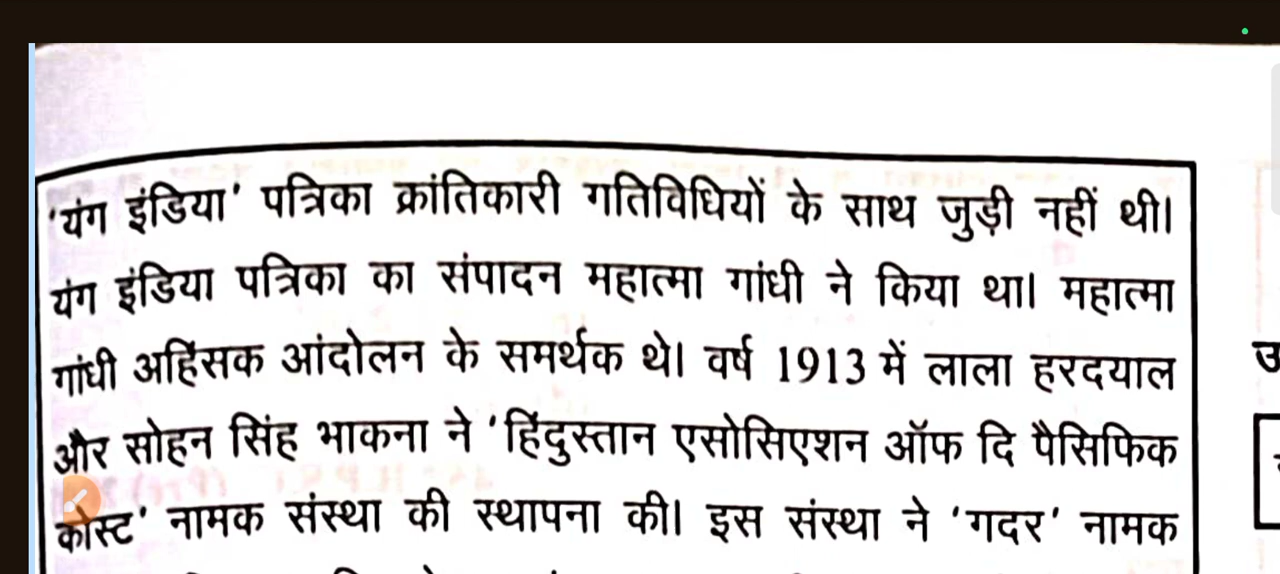 'यंग इंडिया' पत्रिका क्रांतिकारी गतिविधियों के साथ जुड़ी नहीं थी।
यंग इंडिया पत्रिका का संपादन महात्मा गांधी ने किया था। महात्मा
गांधी अहिंसक आंदोलन के समर्थक थे। वर्ष 1913 में लाला हरदयाल
और सोहन सिंह भाकना ने 'हिंदुस्तान एसोसिएशन ऑफ दि पैसिफिक
कोस्ट' नामक संस्था की स्थापना की। इस संस्था ने 'गदर' नामक